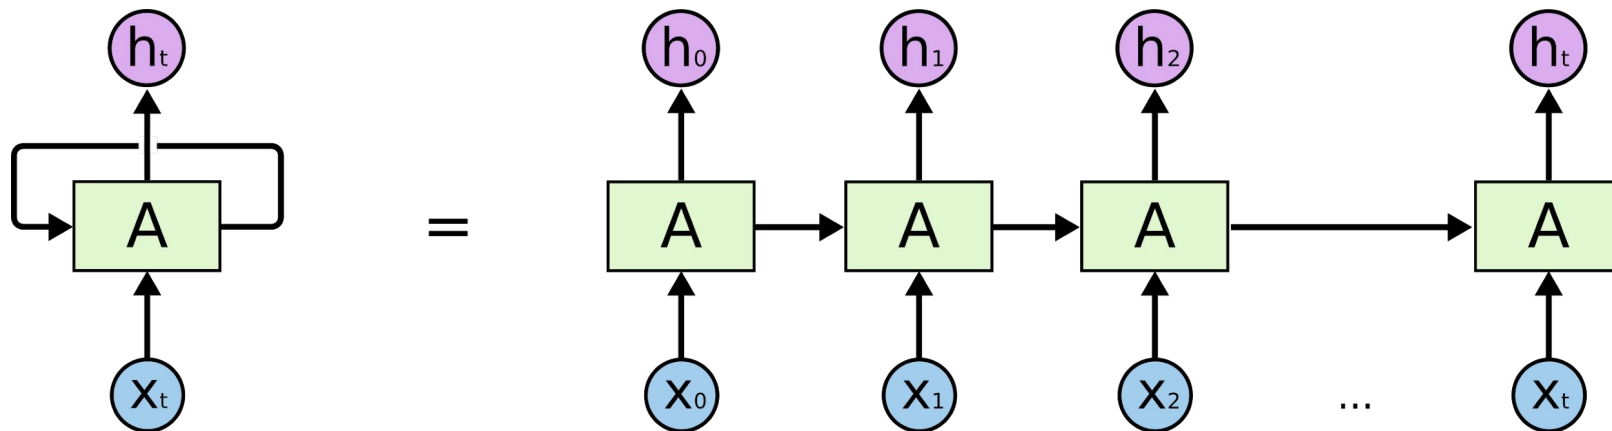 hₜ h₀ h₁ h₂ hₜ
A = A A A A
xₜ x₀ x₁ x₂ ... xₜ